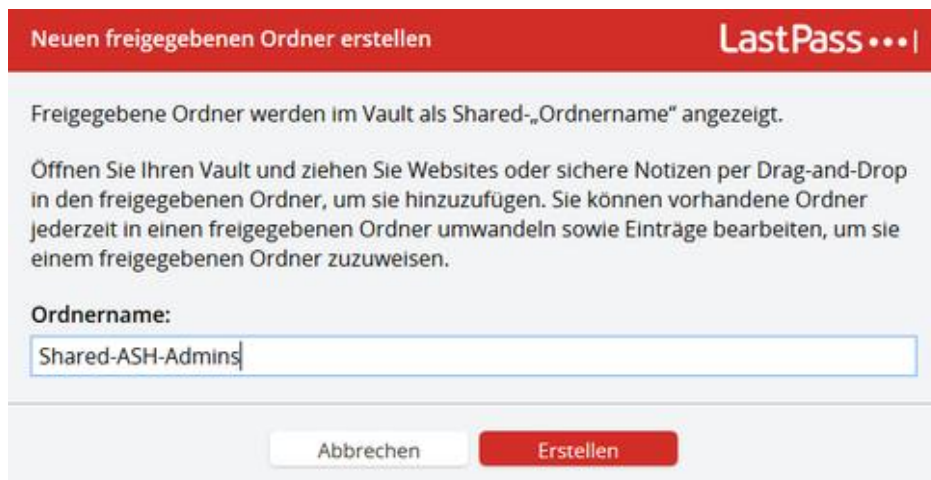 Neuen freigegebenen Ordner erstellen
LastPass •••|
Freigegebene Ordner werden im Vault als Shared-„Ordnername“ angezeigt.
Öffnen Sie Ihren Vault und ziehen Sie Websites oder sichere Notizen per Drag-and-Drop
in den freigegebenen Ordner, um sie hinzuzufügen. Sie können vorhandene Ordner
jederzeit in einen freigegebenen Ordner umwandeln sowie Einträge bearbeiten, um sie
einem freigegebenen Ordner zuzuweisen.
Ordnername:
Shared-ASH-Admins
Abbrechen
Erstellen